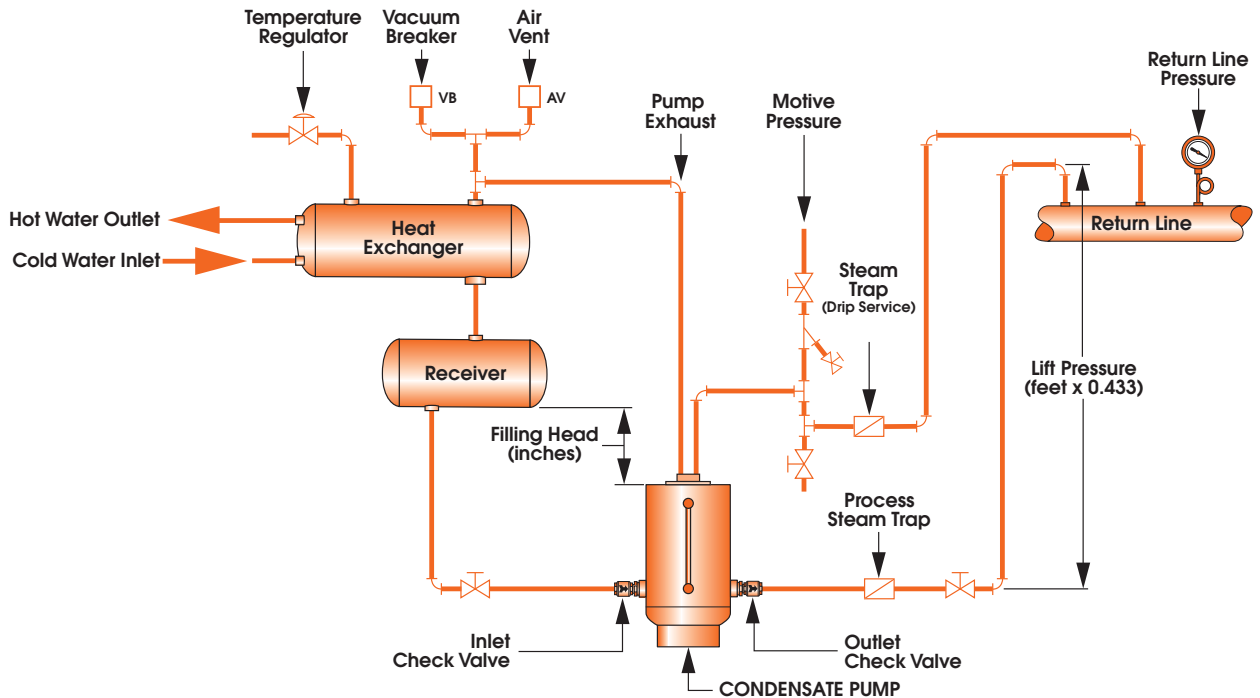 Temperature
Regulator
Vacuum
Breaker
Air
Vent
VB
AV
Pump
Exhaust
Motive
Pressure
Return Line
Pressure
Hot Water Outlet
Cold Water Inlet
Heat
Exchanger
Return Line
Steam
Trap
(Drip Service)
Receiver
Lift Pressure
(feet x 0.433)
Filling Head
(inches)
Process
Steam Trap
Inlet
Check Valve
Outlet
Check Valve
CONDENSATE PUMP